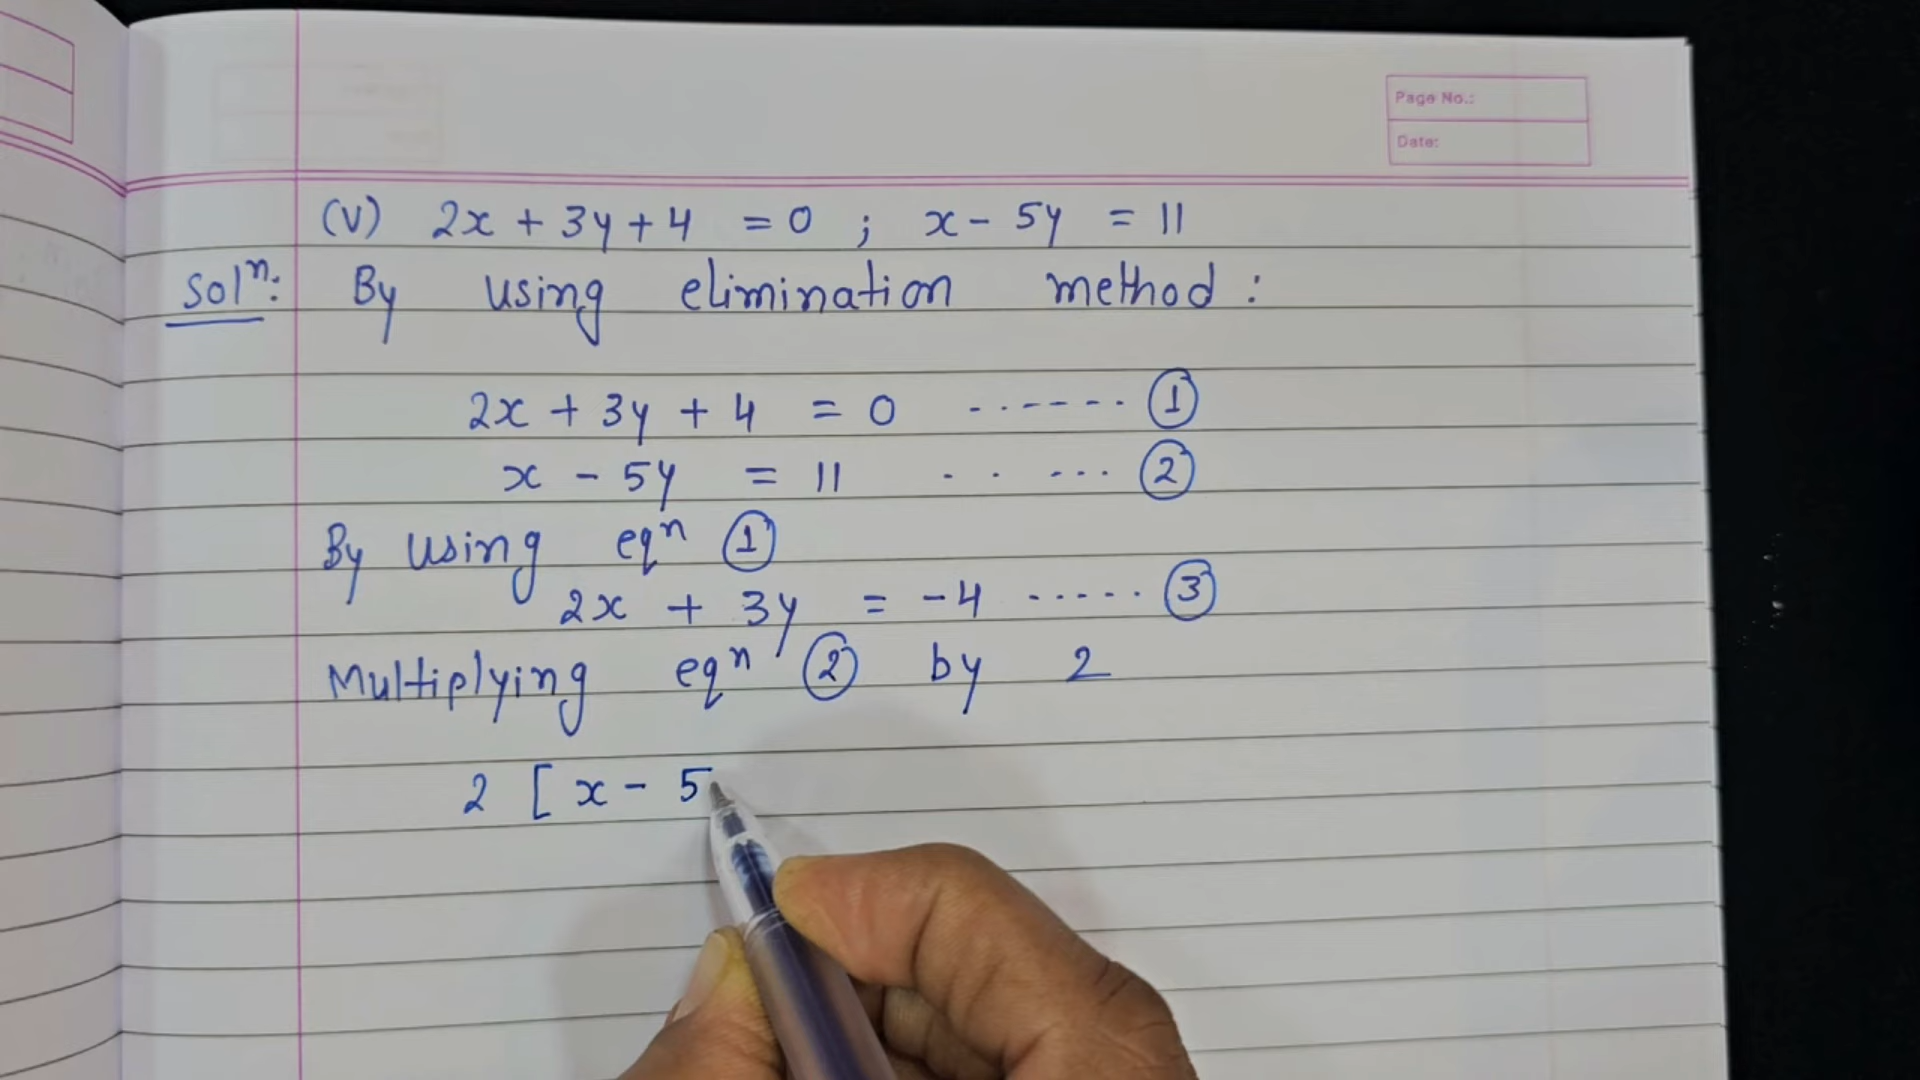 Page No.:
Date:
(V) 2x + 3y + 4 = 0 ; x - 5y = 11
Solⁿ: By using elimination method :
2x + 3y + 4 = 0 ------- ①
x - 5y = 11 . . ... ②
By using eqⁿ ①
2x + 3y = -4 ..... ③
Multiplying eqⁿ ② by 2
2 [ x - 5